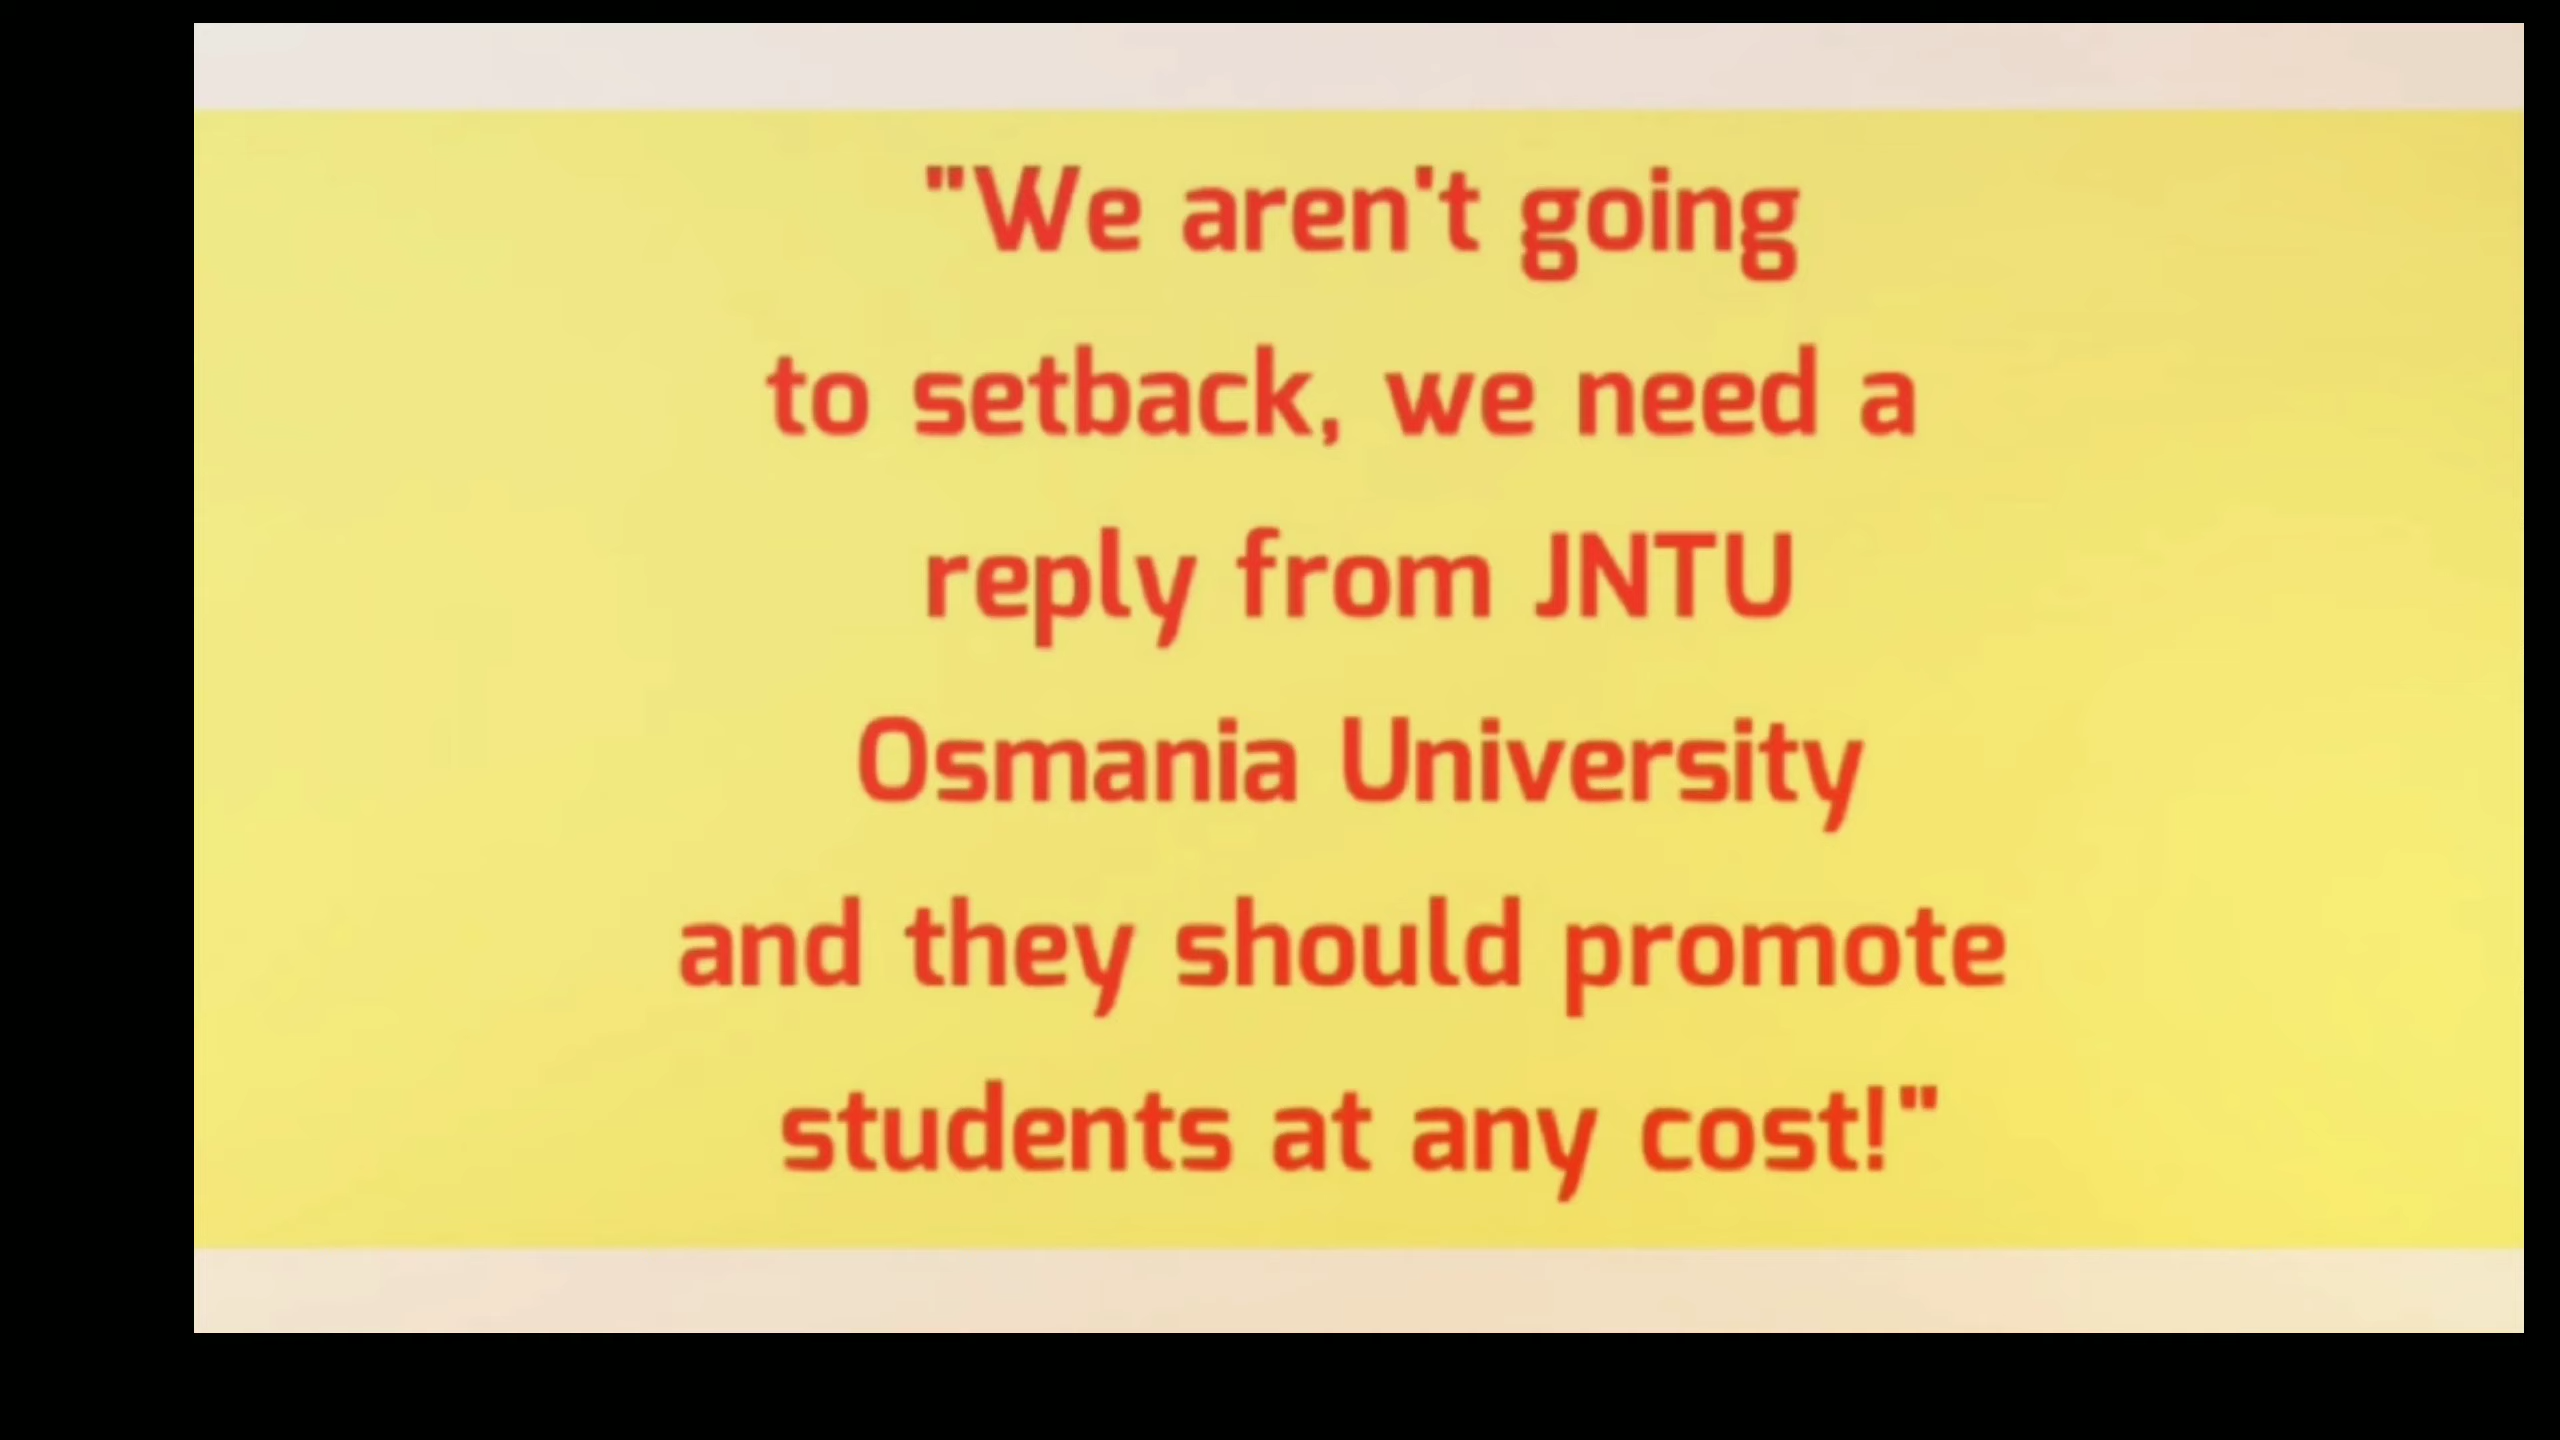 "We aren't going
to setback, we need a
reply from JNTU
Osmania University
and they should promote
students at any cost!"